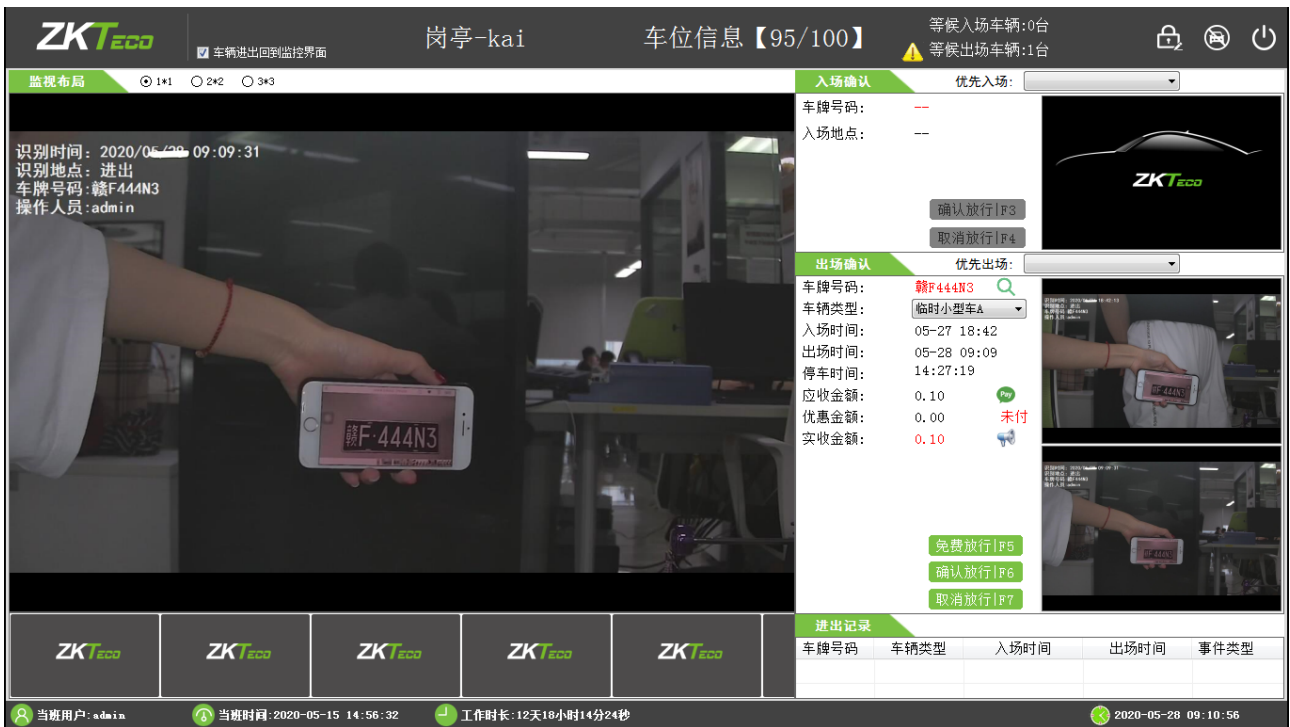 ZKTeco
车辆进出回到监控界面
岗亭-kai
车位信息【95/100】
等候入场车辆:0台
等候出场车辆:1台
监视布局
1*1 2*2 3*3
识别时间: 2020/05/28 09:09:31
识别地点: 进出
车牌号码:赣F444N3
操作人员:admin
赣F·444N3
ZKTeco
ZKTeco
ZKTeco
ZKTeco
ZKTeco
入场确认
优先入场:
车牌号码: --
入场地点: --
确认放行|F3
取消放行|F4
ZKTeco
出场确认
优先出场:
车牌号码: 赣F444N3
车辆类型: 临时小型车A
入场时间: 05-27 18:42
出场时间: 05-28 09:09
停车时间: 14:27:19
应收金额: 0.10 Pay
优惠金额: 0.00 未付
实收金额: 0.10
免费放行|F5
确认放行|F6
取消放行|F7
进出记录
车牌号码 车辆类型 入场时间 出场时间 事件类型
当班用户:admin
当班时间:2020-05-15 14:56:32
工作时长:12天18小时14分24秒
2020-05-28 09:10:56